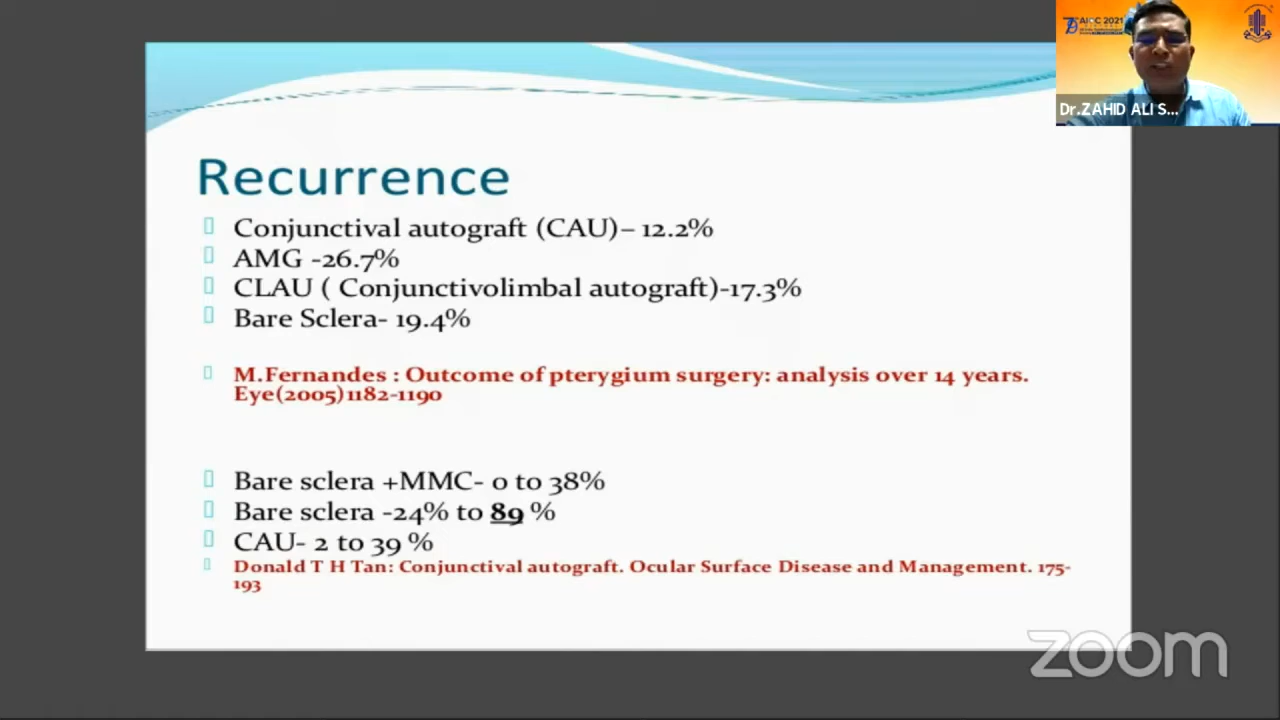 AIOC 2021
Dr.ZAHID ALI S...
Recurrence
Conjunctival autograft (CAU)– 12.2%
AMG -26.7%
CLAU ( Conjunctivolimbal autograft)-17.3%
Bare Sclera- 19.4%
M.Fernandes : Outcome of pterygium surgery: analysis over 14 years.
Eye(2005)1182-1190
Bare sclera +MMC- 0 to 38%
Bare sclera -24% to 89 %
CAU- 2 to 39 %
Donald T H Tan: Conjunctival autograft. Ocular Surface Disease and Management. 175-
193
zoom